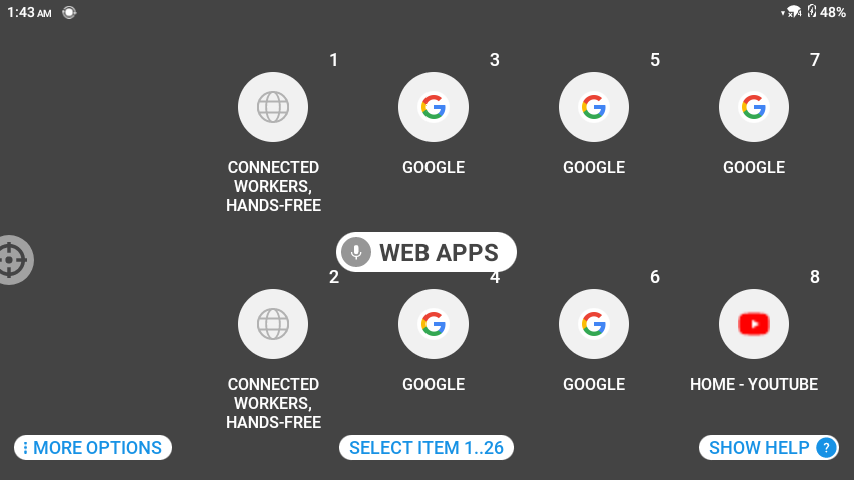 1:43 AM
48%
1
3
5
7
CONNECTED
WORKERS,
HANDS-FREE
GOOGLE
GOOGLE
GOOGLE
WEB APPS
2
4
6
8
CONNECTED
WORKERS,
HANDS-FREE
GOOGLE
GOOGLE
HOME - YOUTUBE
MORE OPTIONS
SELECT ITEM 1..26
SHOW HELP ?